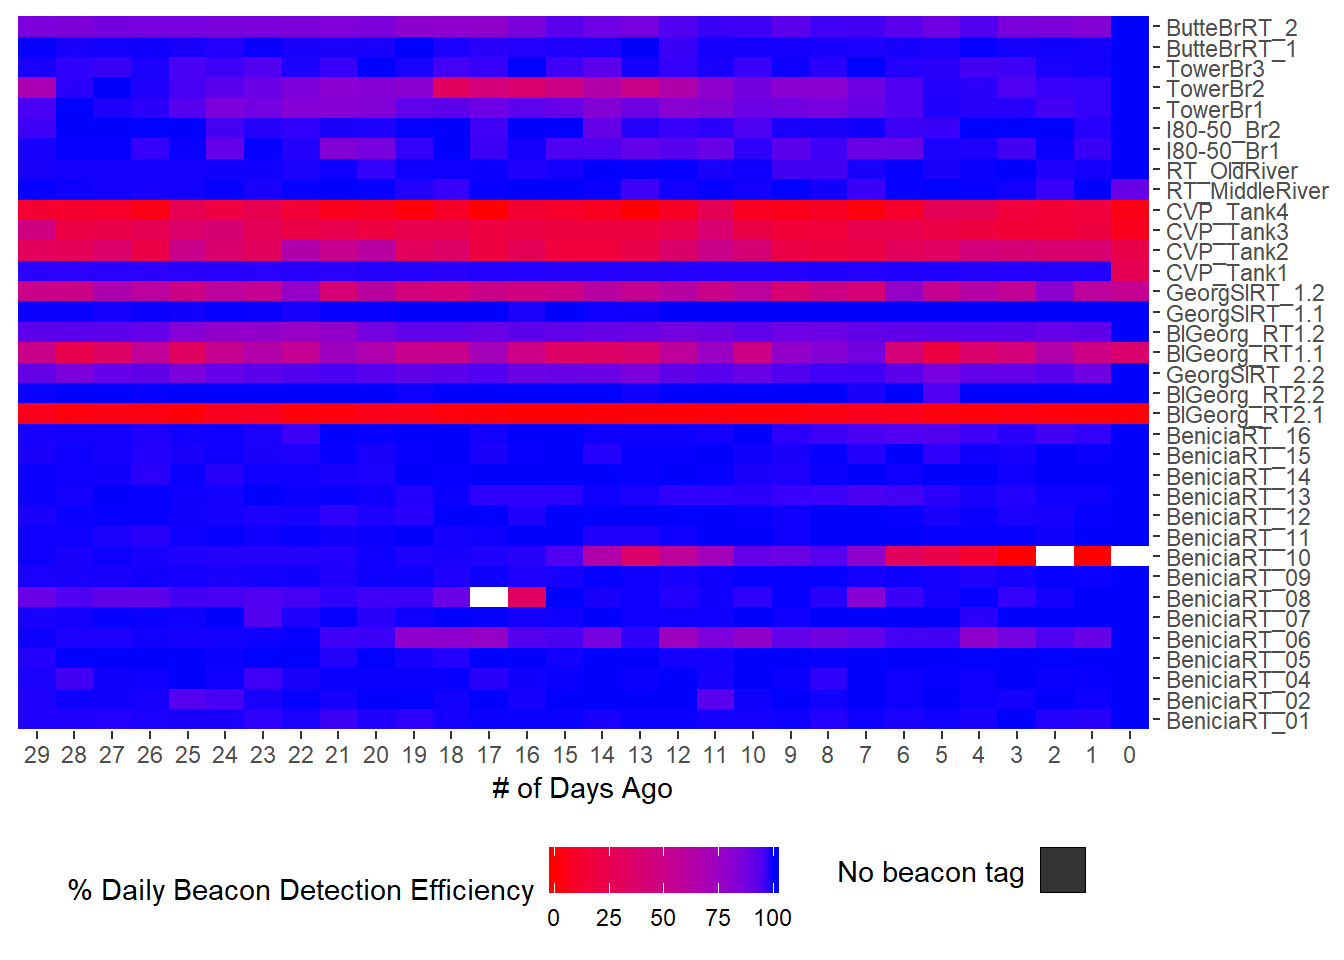 ButteBrRT_2
ButteBrRT_1
TowerBr3
TowerBr2
TowerBr1
I80-50_Br2
I80-50_Br1
RT_OldRiver
RT_MiddleRiver
CVP_Tank4
CVP_Tank3
CVP_Tank2
CVP_Tank1
GeorgSlRT_1.2
GeorgSlRT_1.1
BlGeorg_RT1.2
BlGeorg_RT1.1
GeorgSlRT_2.2
BlGeorg_RT2.2
BlGeorg_RT2.1
BeniciaRT_16
BeniciaRT_15
BeniciaRT_14
BeniciaRT_13
BeniciaRT_12
BeniciaRT_11
BeniciaRT_10
BeniciaRT_09
BeniciaRT_08
BeniciaRT_07
BeniciaRT_06
BeniciaRT_05
BeniciaRT_04
BeniciaRT_02
BeniciaRT_01
29 28 27 26 25 24 23 22 21 20 19 18 17 16 15 14 13 12 11 10 9 8 7 6 5 4 3 2 1 0
# of Days Ago
% Daily Beacon Detection Efficiency
0 25 50 75 100
No beacon tag